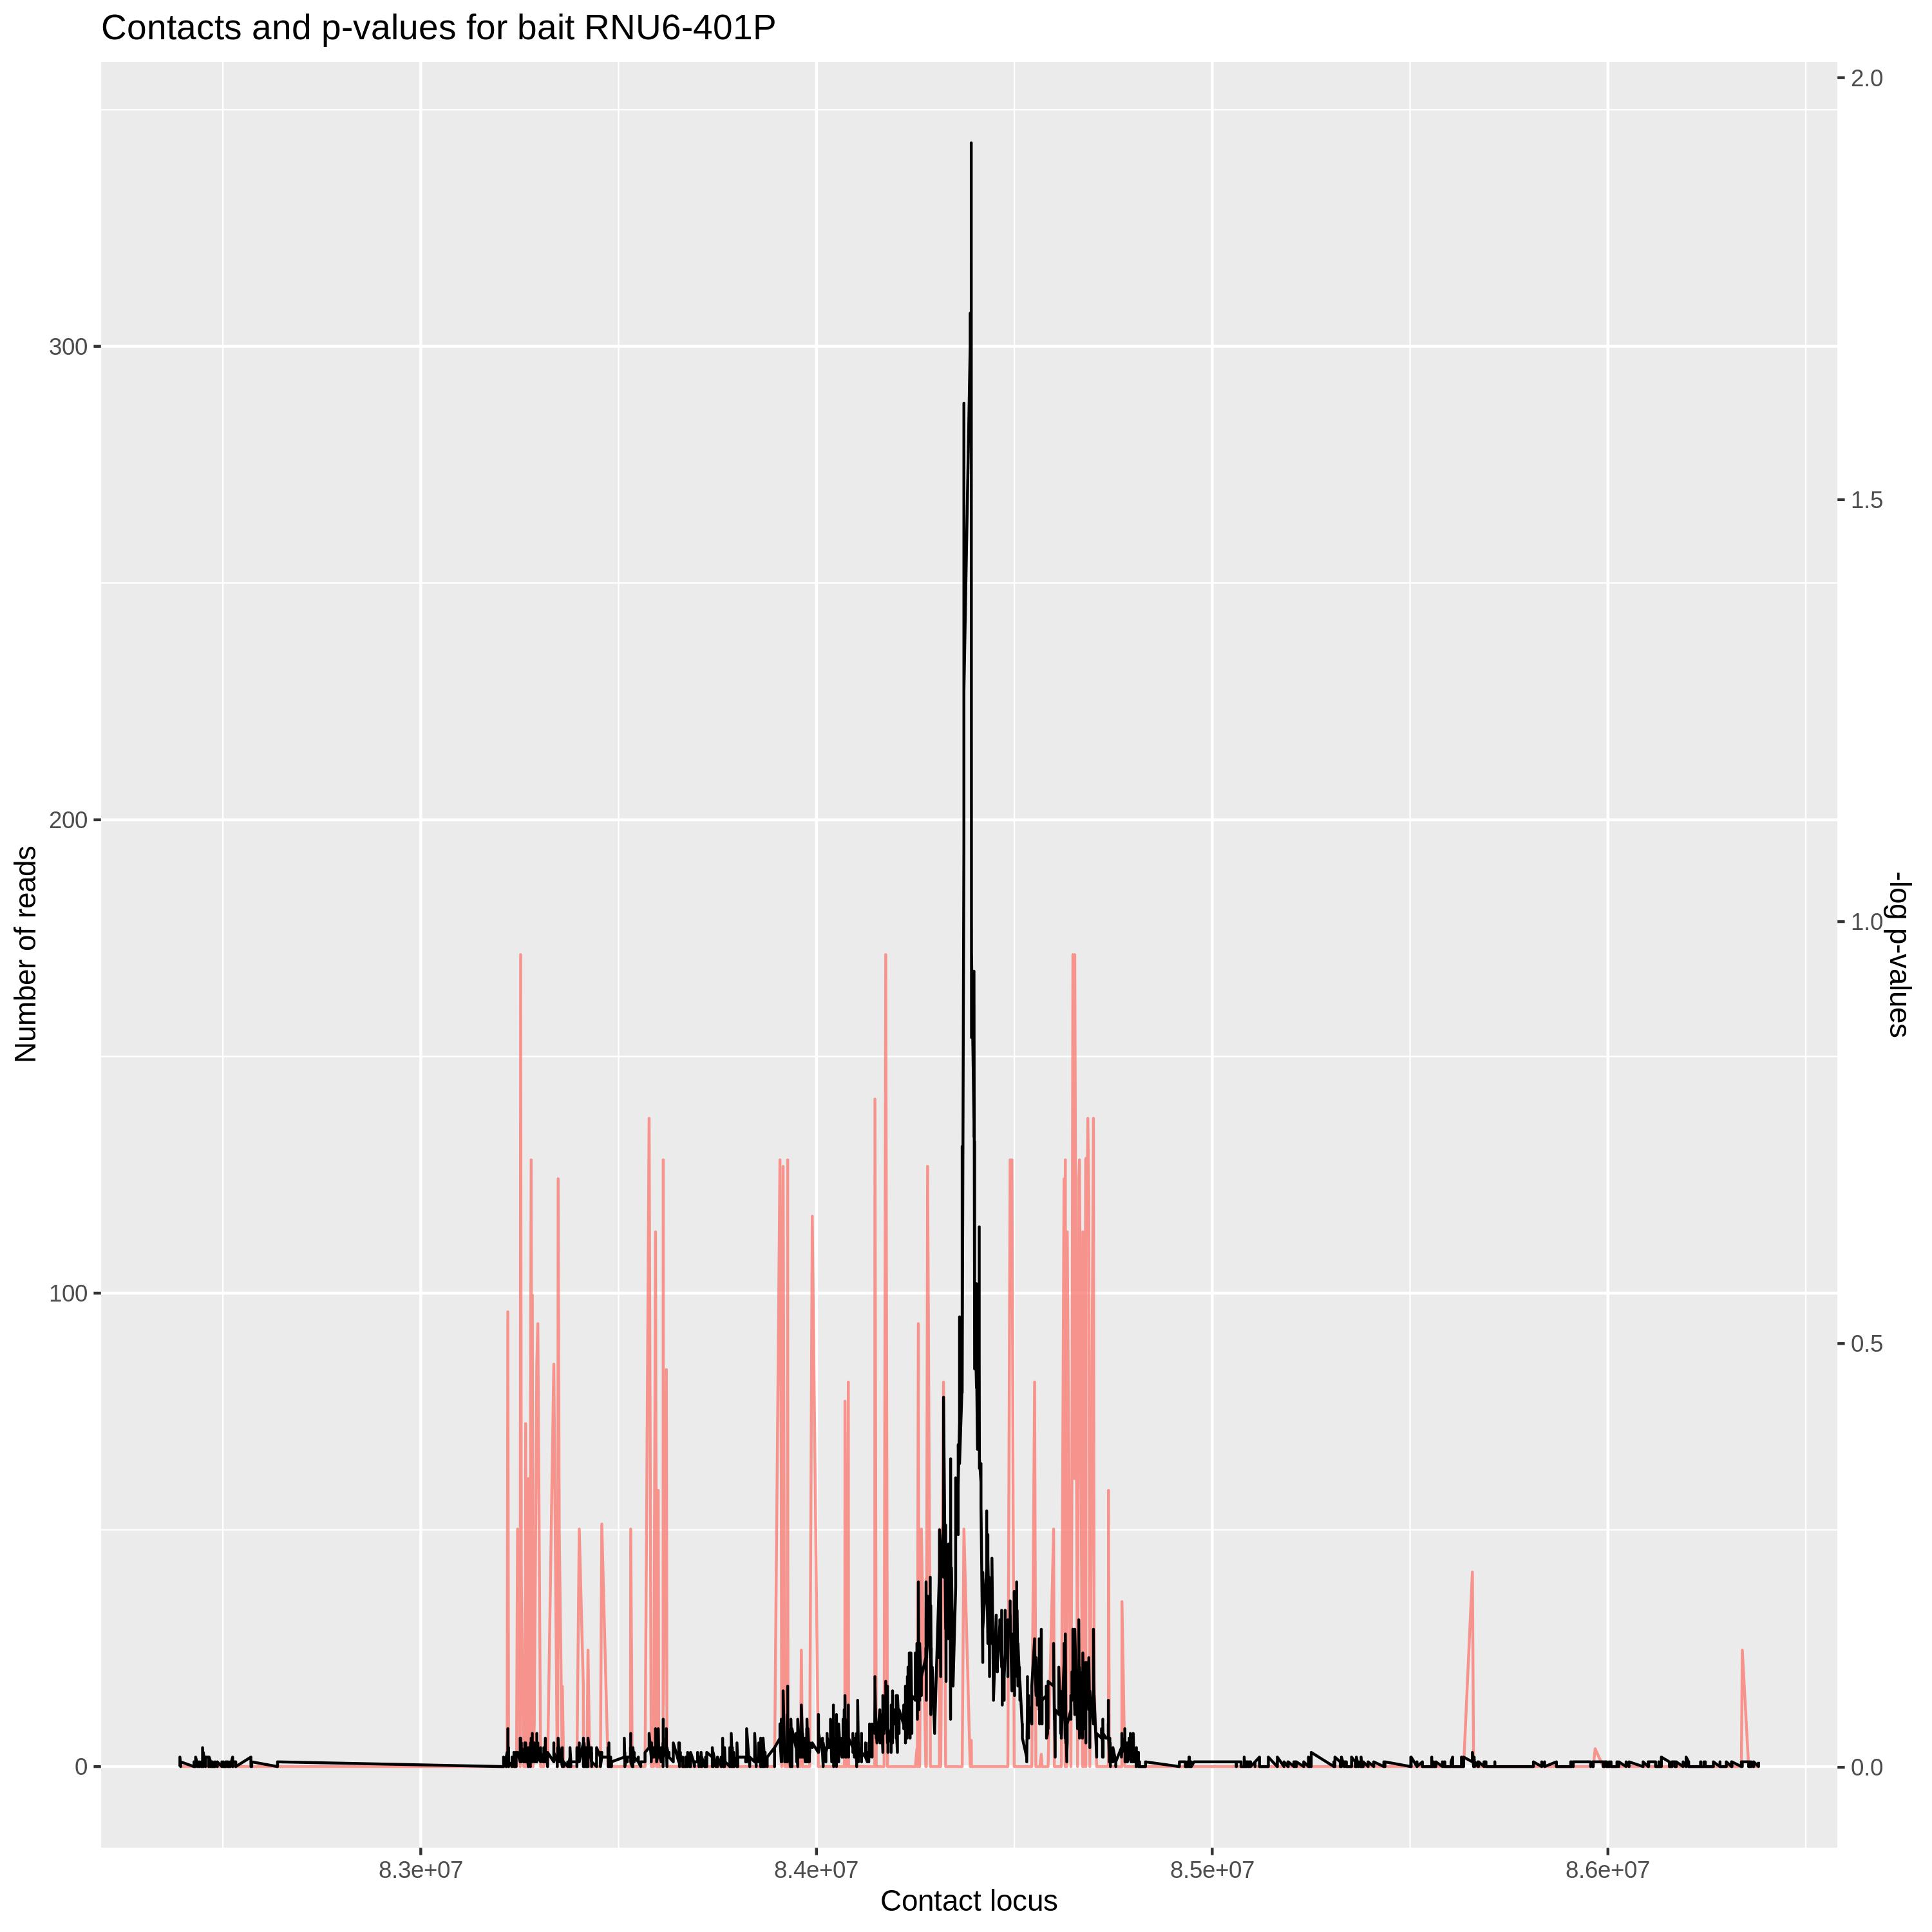 Contacts and p-values for bait RNU6-401P
2.0
300
1.5
200
1.0
Number of reads
-log p-values
100
0.5
0
0.0
8.3e+07
8.4e+07
8.5e+07
8.6e+07
Contact locus